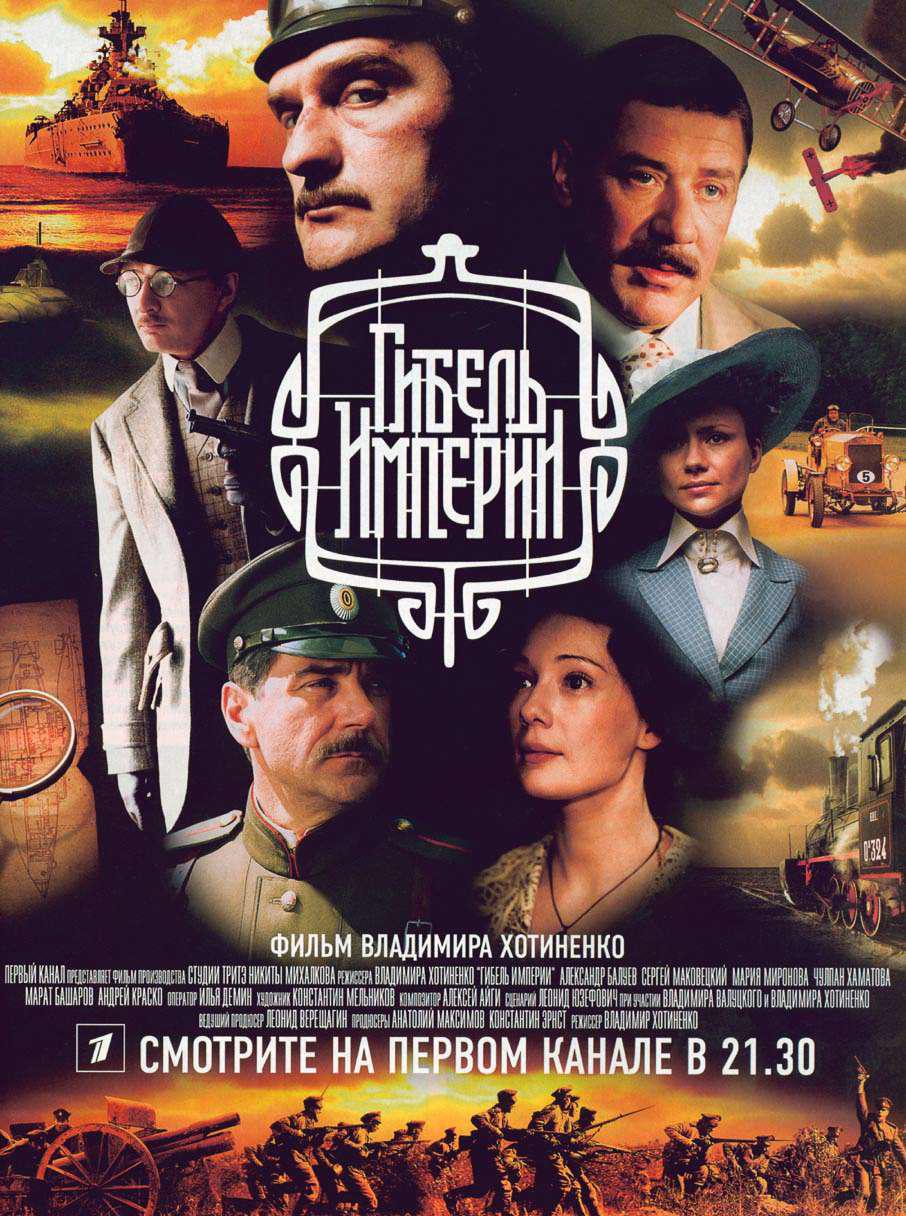 ГИБЕЛЬ
ИМПЕРИИ
5
0в324
ФИЛЬМ ВЛАДИМИРА ХОТИНЕНКО
ПЕРВЫЙ КАНАЛ ПРЕДСТАВЛЯЕТ ФИЛЬМ ПРОИЗВОДСТВА СТУДИИ ТРИТЭ НИКИТЫ МИХАЛКОВА РЕЖИССЕРА ВЛАДИМИРА ХОТИНЕНКО "ГИБЕЛЬ ИМПЕРИИ" АЛЕКСАНДР БАЛУЕВ СЕРГЕЙ МАКОВЕЦКИЙ МАРИЯ МИРОНОВА ЧУЛПАН ХАМАТОВА
МАРАТ БАШАРОВ АНДРЕЙ КРАСКО ОПЕРАТОР ИЛЬЯ ДЕМИН ХУДОЖНИК КОНСТАНТИН МЕЛЬНИКОВ КОМПОЗИТОР АЛЕКСЕЙ АЙГИ СЦЕНАРИЙ ЛЕОНИД ЮЗЕФОВИЧ ПРИ УЧАСТИИ ВЛАДИМИРА ВАЛУЦКОГО И ВЛАДИМИРА ХОТИНЕНКО
ВЕДУЩИЙ ПРОДЮСЕР ЛЕОНИД ВЕРЕЩАГИН ПРОДЮСЕРЫ АНАТОЛИЙ МАКСИМОВ КОНСТАНТИН ЭРНСТ РЕЖИССЕР ВЛАДИМИР ХОТИНЕНКО
1 СМОТРИТЕ НА ПЕРВОМ КАНАЛЕ В 21.30